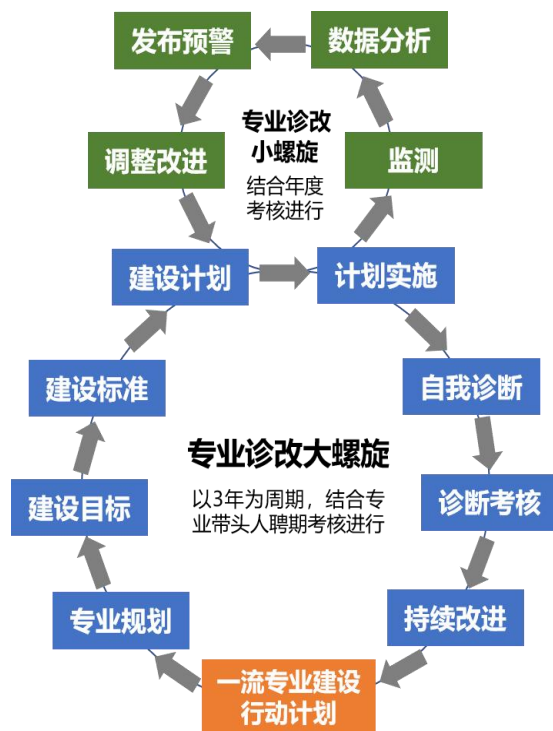 发布预警
数据分析
专业诊改
小螺旋
结合年度
考核进行
调整改进
监测
建设计划
计划实施
建设标准
自我诊断
专业诊改大螺旋
以3年为周期，结合专
业带头人聘期考核进行
建设目标
诊断考核
专业规划
持续改进
一流专业建设
行动计划